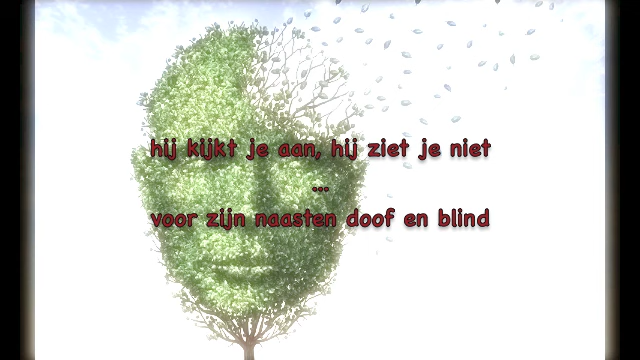 hij kijkt je aan, hij ziet je niet
...
voor zijn naasten doof en blind